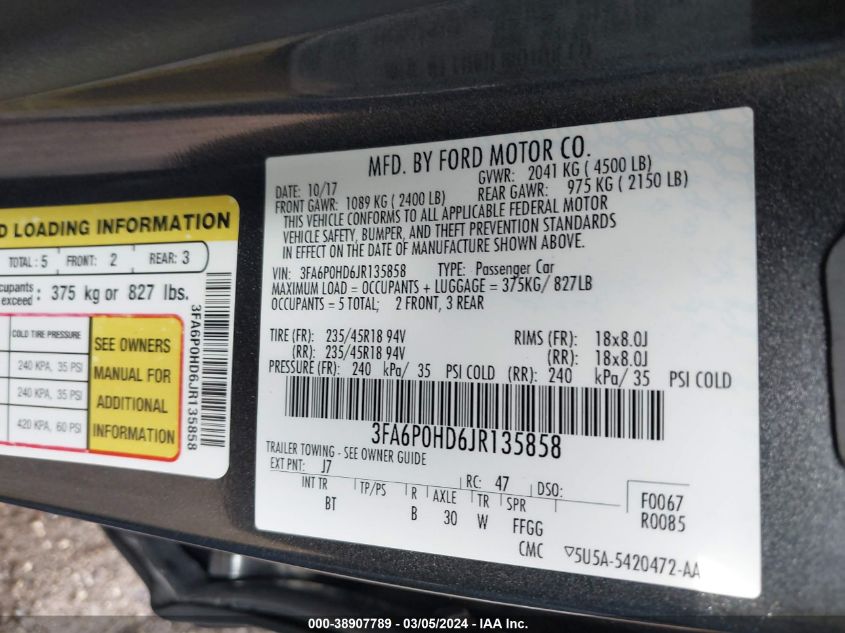 D LOADING INFORMATION
TOTAL: 5 FRONT: 2 REAR: 3
cupants exceed: 375 kg or 827 lbs.
COLD TIRE PRESSURE
240 KPA, 35 PSI
240 KPA, 35 PSI
420 KPA, 60 PSI
SEE OWNERS
MANUAL FOR
ADDITIONAL
INFORMATION
3FA6P0HD6JR135858
MFD. BY FORD MOTOR CO.
DATE: 10/17 GVWR: 2041 KG ( 4500 LB)
FRONT GAWR: 1089 KG ( 2400 LB) REAR GAWR: 975 KG ( 2150 LB)
THIS VEHICLE CONFORMS TO ALL APPLICABLE FEDERAL MOTOR
VEHICLE SAFETY, BUMPER, AND THEFT PREVENTION STANDARDS
IN EFFECT ON THE DATE OF MANUFACTURE SHOWN ABOVE.
VIN: 3FA6P0HD6JR135858 TYPE: Passenger Car
MAXIMUM LOAD = OCCUPANTS + LUGGAGE = 375KG/ 827LB
OCCUPANTS = 5 TOTAL; 2 FRONT, 3 REAR
TIRE (FR): 235/45R18 94V RIMS (FR): 18x8.0J
(RR): 235/45R18 94V (RR): 18x8.0J
PRESSURE (FR): 240 kPa/ 35 PSI COLD (RR): 240 kPa/ 35 PSI COLD
3FA6P0HD6JR135858
TRAILER TOWING - SEE OWNER GUIDE
EXT PNT: J7 RC: 47 DSO:
INT TR TP/PS R AXLE TR SPR
BT B 30 W FFGG
CMC
F0067
R0085
▽5U5A-5420472-AA
000-38907789 — 03/05/2024 — IAA Inc.